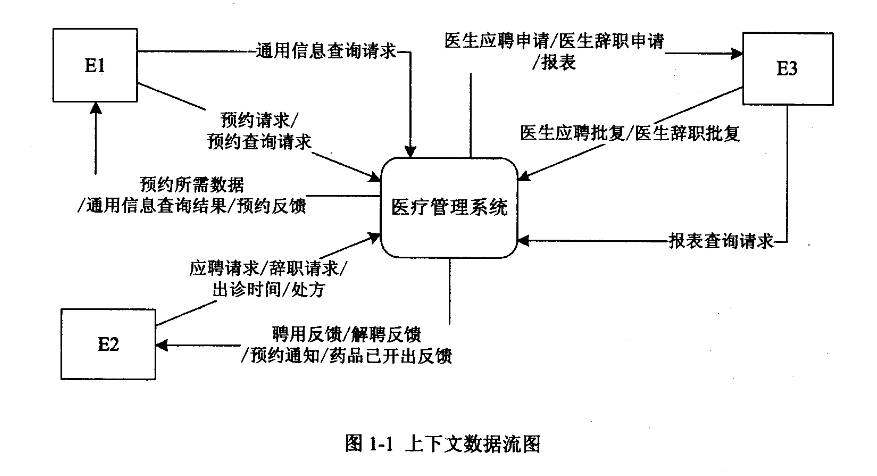 E1
通用信息查询请求
医生应聘申请/医生辞职申请
/报表
E3
预约请求/
预约查询请求
医生应聘批复/医生辞职批复
预约所需数据
/通用信息查询结果/预约反馈
医疗管理系统
报表查询请求
应聘请求/辞职请求/
出诊时间/处方
E2
聘用反馈/解聘反馈
/预约通知/药品已开出反馈
图 1-1 上下文数据流图